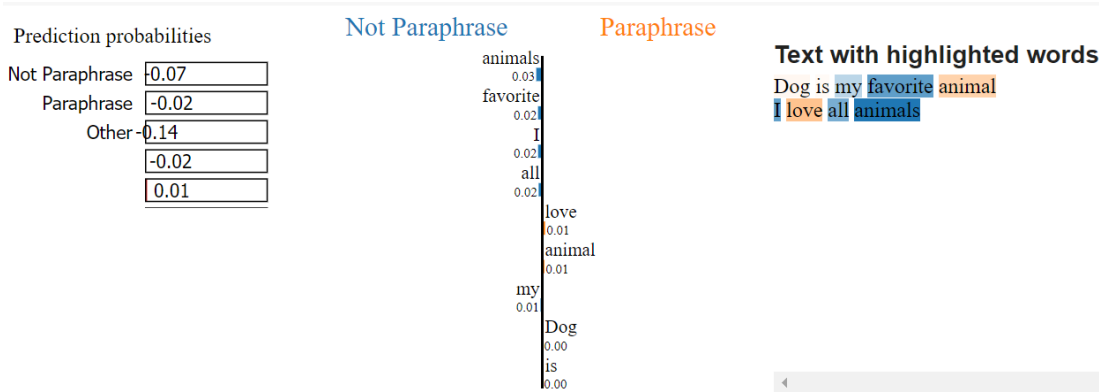 Prediction probabilities
Not Paraphrase -0.07
Paraphrase -0.02
Other -0.14
-0.02
0.01
Not Paraphrase Paraphrase
animals
0.03
favorite
0.02
I
0.02
all
0.02
love
0.01
animal
0.01
my
0.01
Dog
0.00
is
0.00
Text with highlighted words
Dog is my favorite animal
I love all animals